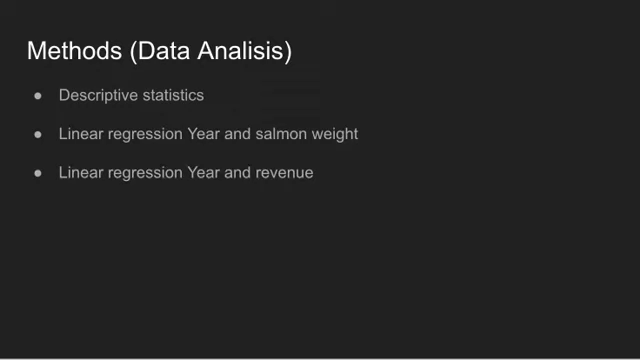 Methods (Data Analisis)
● Descriptive statistics
● Linear regression Year and salmon weight
● Linear regression Year and revenue